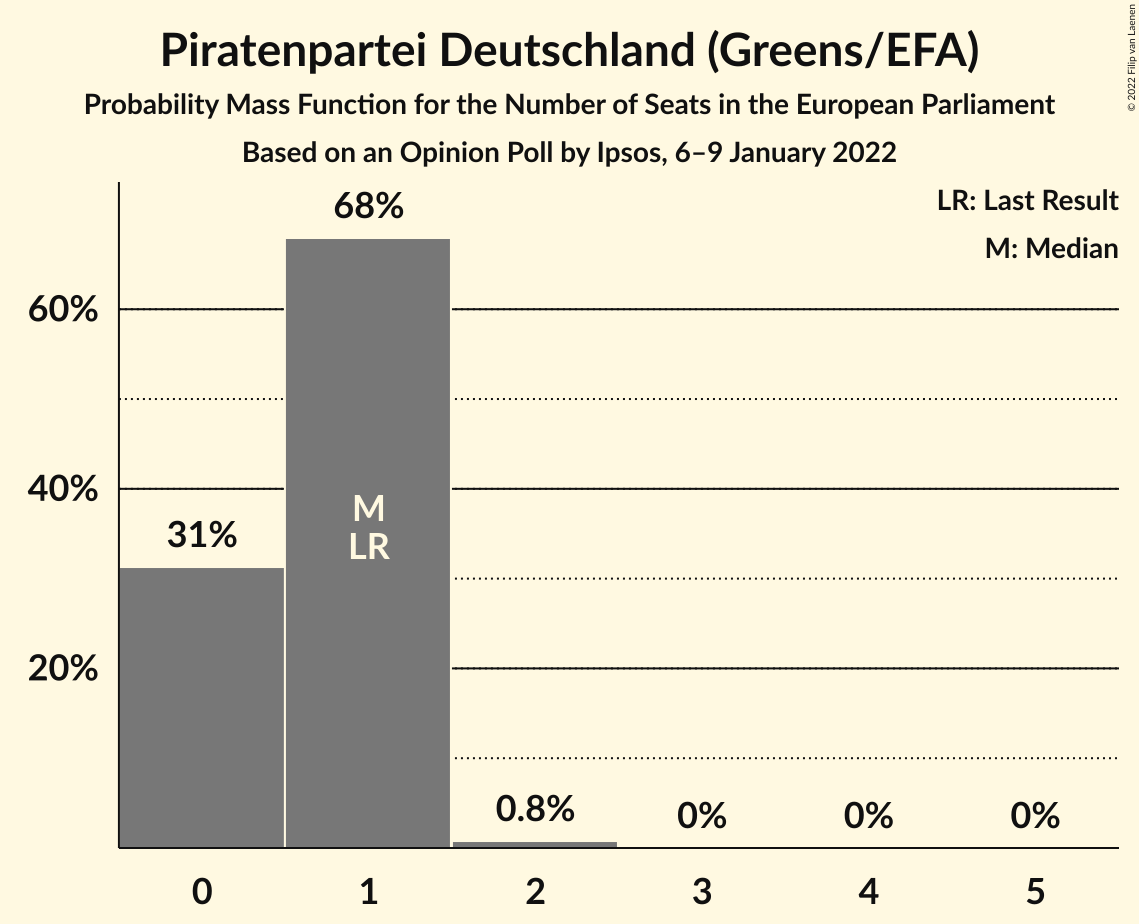 Piratenpartei Deutschland (Greens/EFA)
Probability Mass Function for the Number of Seats in the European Parliament
Based on an Opinion Poll by Ipsos, 6–9 January 2022
© 2022 Filip van Laenen
LR: Last Result
M: Median
68%
60%
40%
31%
M
LR
20%
0.8%
0%
0%
0%
0
1
2
3
4
5